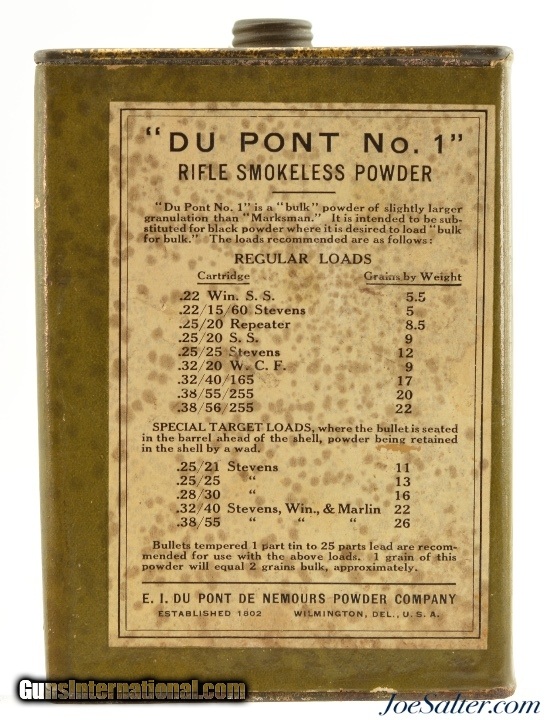 "DU PONT No. 1"
RIFLE SMOKELESS POWDER
"Du Pont No. 1" is a "bulk" powder of slightly larger
granulation than "Marksman." It is intended to be sub-
stituted for black powder where it is desired to load "bulk
for bulk." The loads recommended are as follows:
REGULAR LOADS
Cartridge Grains by Weight
.22 Win. S. S. 5.5
.22/15/60 Stevens 5
.25/20 Repeater 8.5
.25/20 S. S. 9
.25/25 Stevens 12
.32/20 W. C. F. 9
.32/40/165 17
.38/55/255 20
.38/56/255 22
SPECIAL TARGET LOADS, where the bullet is seated
in the barrel ahead of the shell, powder being retained
in the shell by a wad.
.25/21 Stevens 11
.25/25 " 13
.28/30 " 16
.32/40 Stevens, Win., & Marlin 22
.38/55 " " " 26
Bullets tempered 1 part tin to 25 parts lead are recom-
mended for use with the above loads. 1 grain of this
powder will equal 2 grains bulk, approximately.
E. I. DU PONT DE NEMOURS POWDER COMPANY
ESTABLISHED 1802 WILMINGTON, DEL., U. S. A.
GunsInternational.com
JoeSalter.com